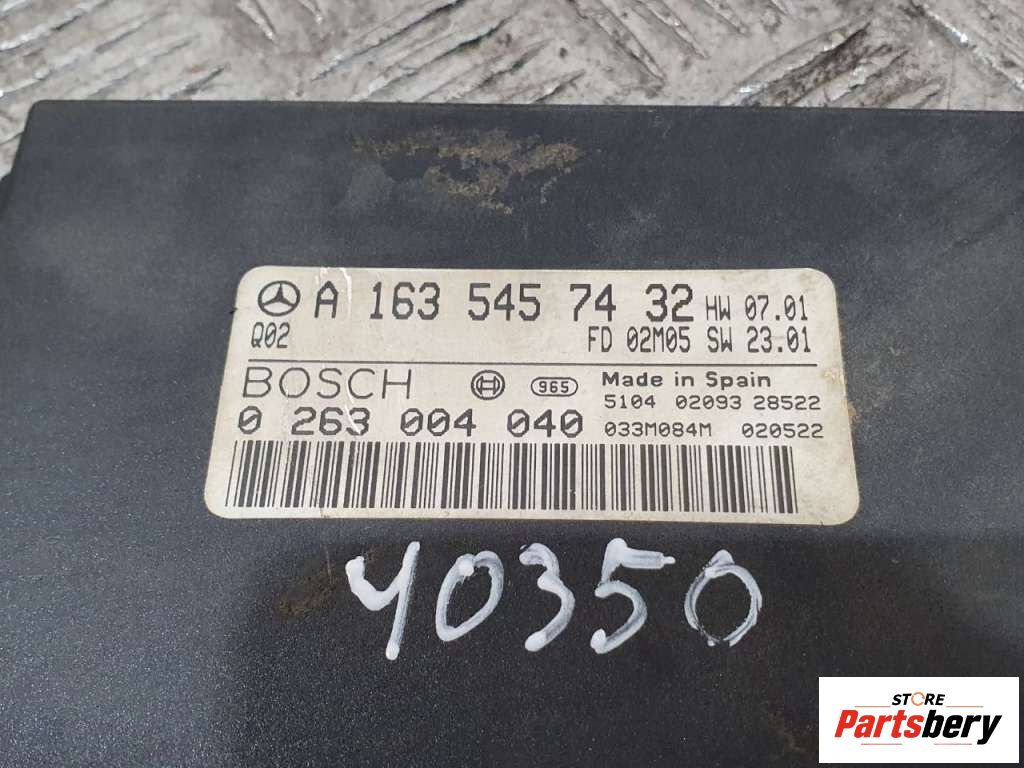 A 163 545 74 32 HW 07.01
Q02 FD 02M05 SW 23.01
BOSCH 965 Made in Spain
5104 02093 28522
0 263 004 040 033M084M 020522
40350
STORE
Partsbery